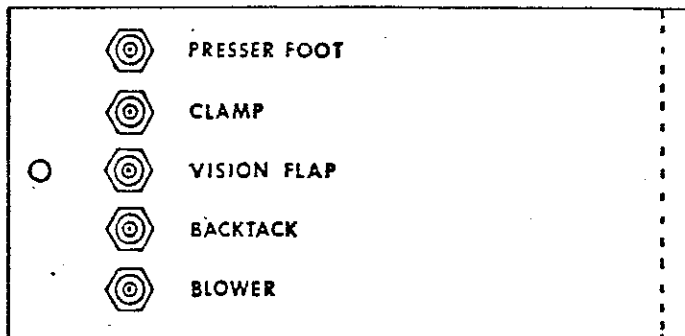 PRESSER FOOT
CLAMP
VISION FLAP
BACKTACK
BLOWER